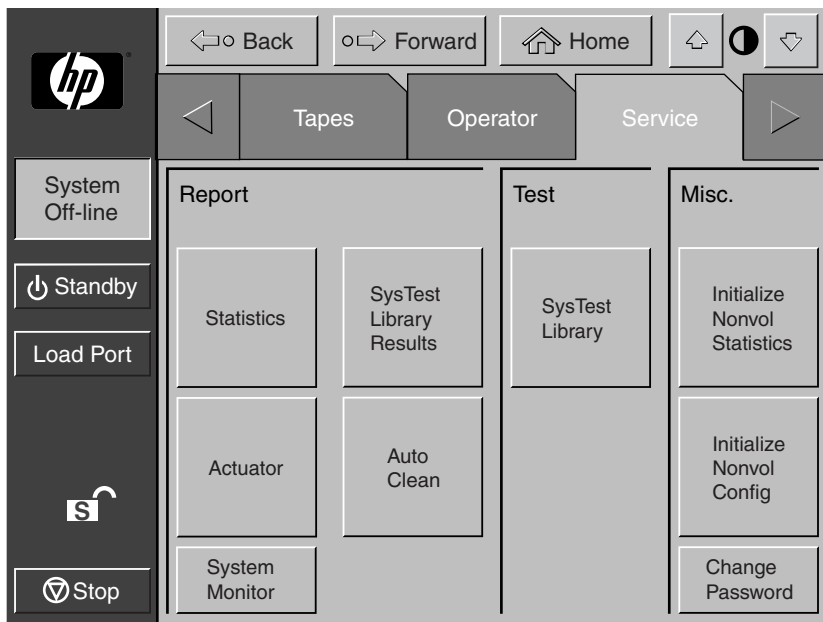 hp
Back
Forward
Home
Tapes
Operator
Service
System
Off-line
Standby
Load Port
S
Stop
Report
Statistics
SysTest
Library
Results
Actuator
Auto
Clean
System
Monitor
Test
SysTest
Library
Misc.
Initialize
Nonvol
Statistics
Initialize
Nonvol
Config
Change
Password